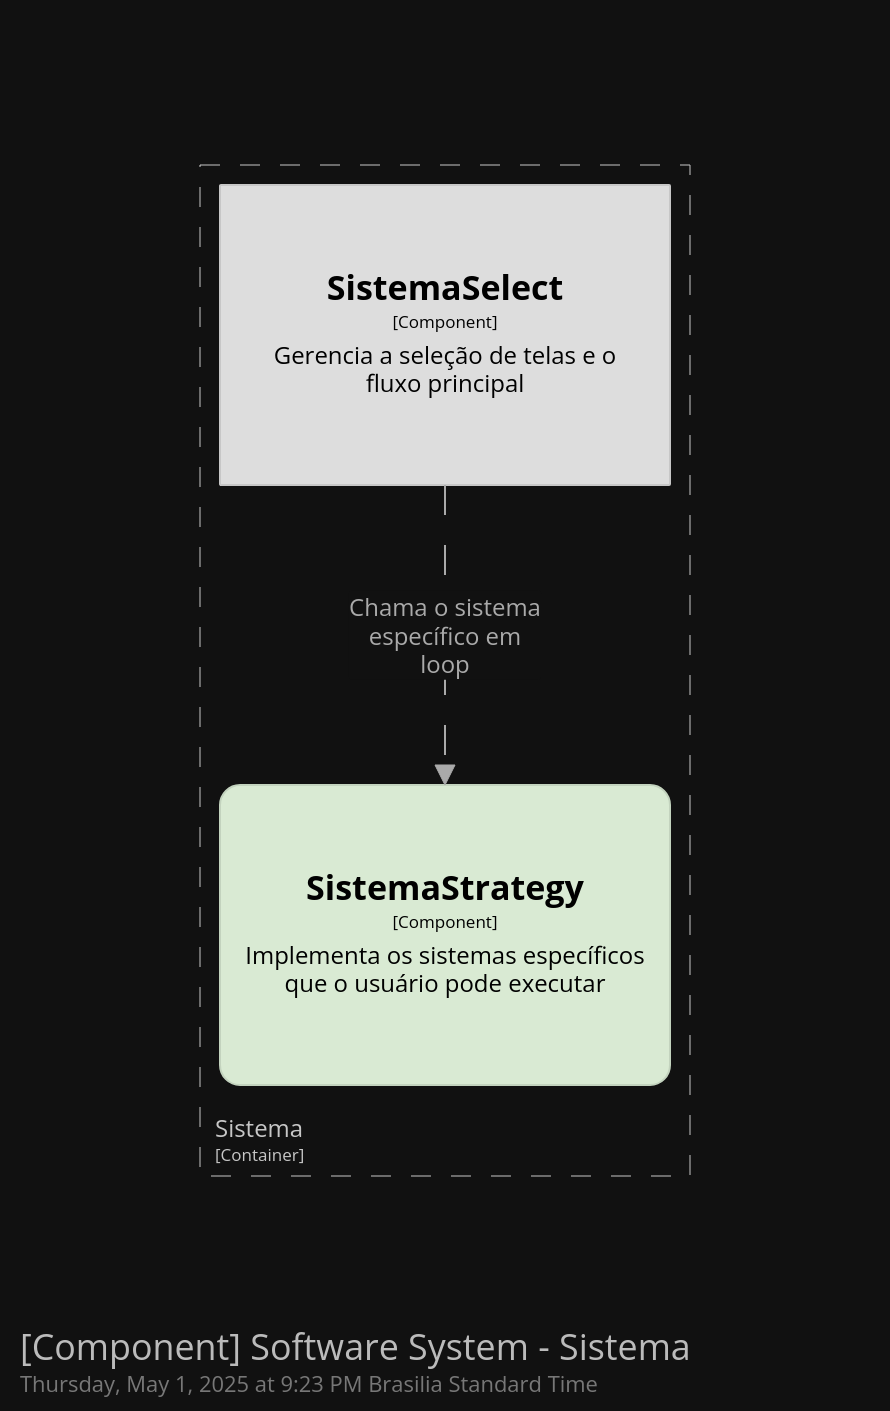 SistemaSelect
[Component]
Gerencia a seleção de telas e o
fluxo principal
Chama o sistema
específico em
loop
SistemaStrategy
[Component]
Implementa os sistemas específicos
que o usuário pode executar
Sistema
[Container]
[Component] Software System - Sistema
Thursday, May 1, 2025 at 9:23 PM Brasilia Standard Time